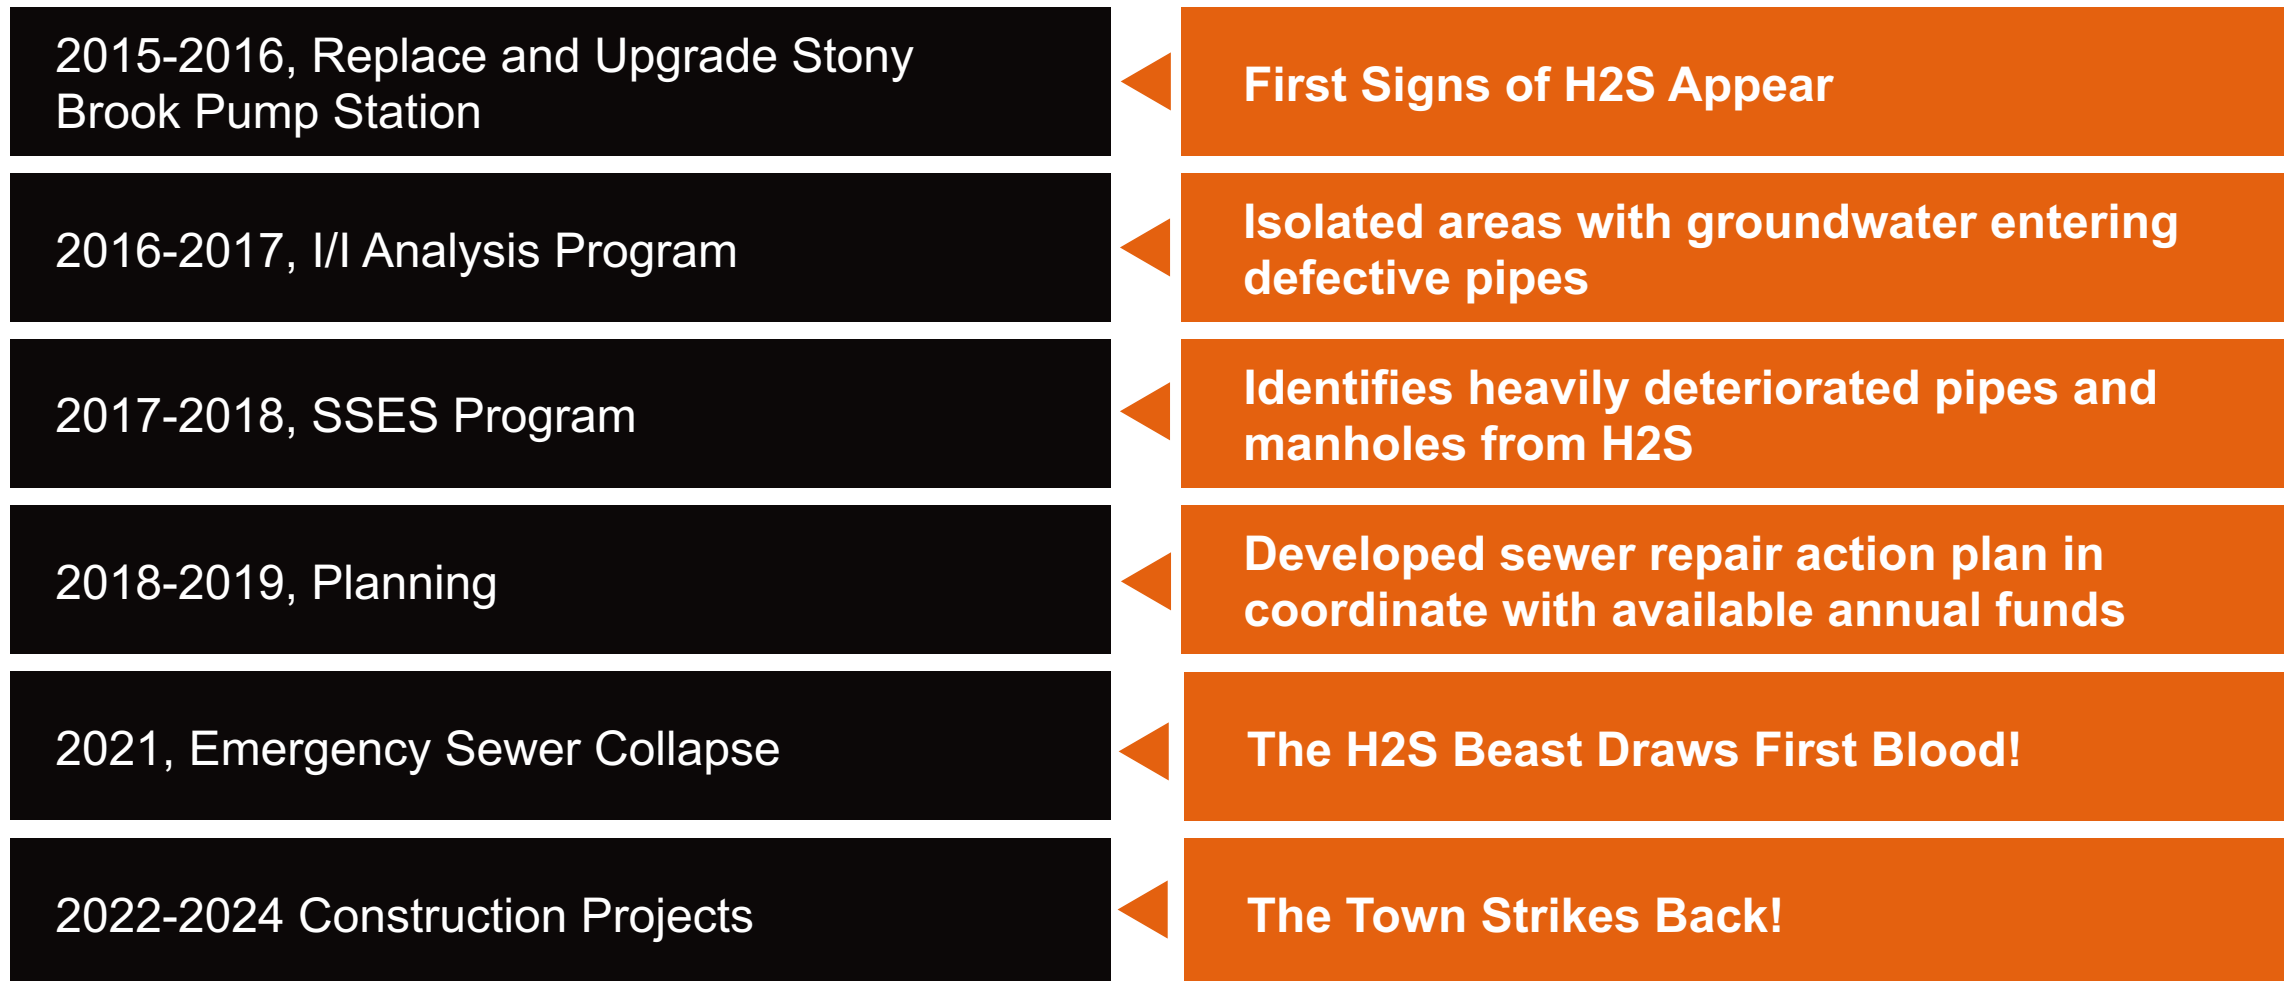 2015-2016, Replace and Upgrade Stony
Brook Pump Station
First Signs of H2S Appear
2016-2017, I/I Analysis Program
Isolated areas with groundwater entering
defective pipes
2017-2018, SSES Program
Identifies heavily deteriorated pipes and
manholes from H2S
2018-2019, Planning
Developed sewer repair action plan in
coordinate with available annual funds
2021, Emergency Sewer Collapse
The H2S Beast Draws First Blood!
2022-2024 Construction Projects
The Town Strikes Back!